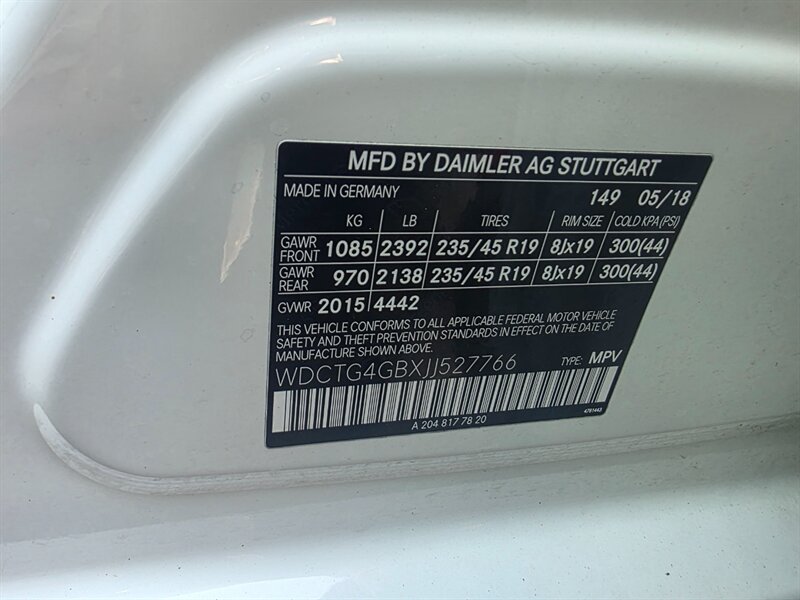 MFD BY DAIMLER AG STUTTGART
MADE IN GERMANY 149 05/18
KG LB TIRES RIM SIZE COLD KPA (PSI)
GAWR FRONT 1085 2392 235/45 R19 8Jx19 300(44)
GAWR REAR 970 2138 235/45 R19 8Jx19 300(44)
GVWR 2015 4442
THIS VEHICLE CONFORMS TO ALL APPLICABLE FEDERAL MOTOR VEHICLE
SAFETY AND THEFT PREVENTION STANDARDS IN EFFECT ON THE DATE OF
MANUFACTURE SHOWN ABOVE.
WDCTG4GBXJJ527766 TYPE: MPV
A 204 817 78 20 4761443